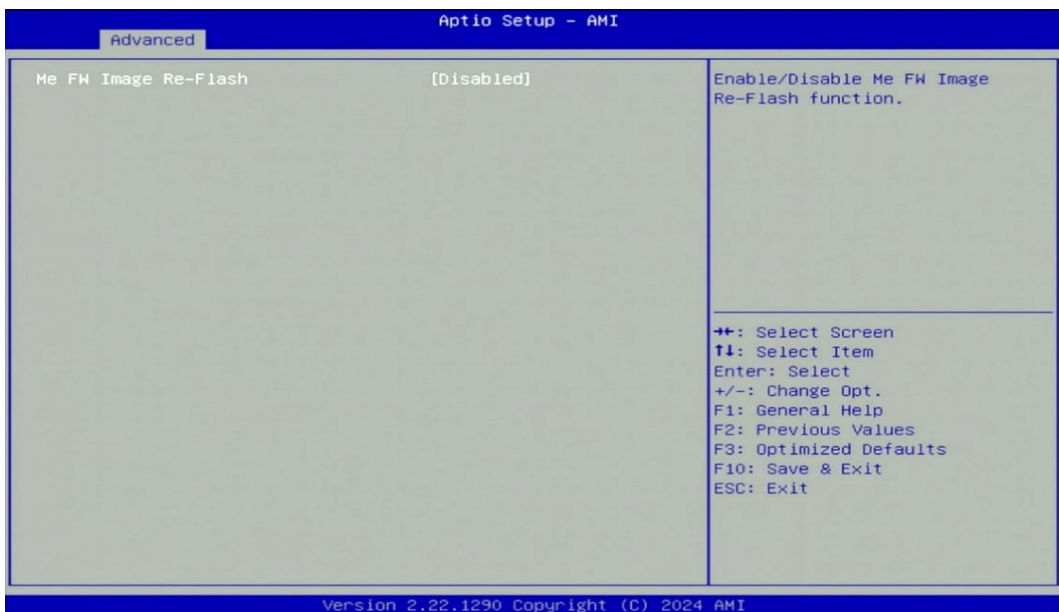 Aptio Setup – AMI
Advanced
Me FW Image Re-Flash [Disabled]
Enable/Disable Me FW Image
Re-Flash function.
→←: Select Screen
↑↓: Select Item
Enter: Select
+/-: Change Opt.
F1: General Help
F2: Previous Values
F3: Optimized Defaults
F10: Save & Exit
ESC: Exit
Version 2.22.1290 Copyright (C) 2024 AMI